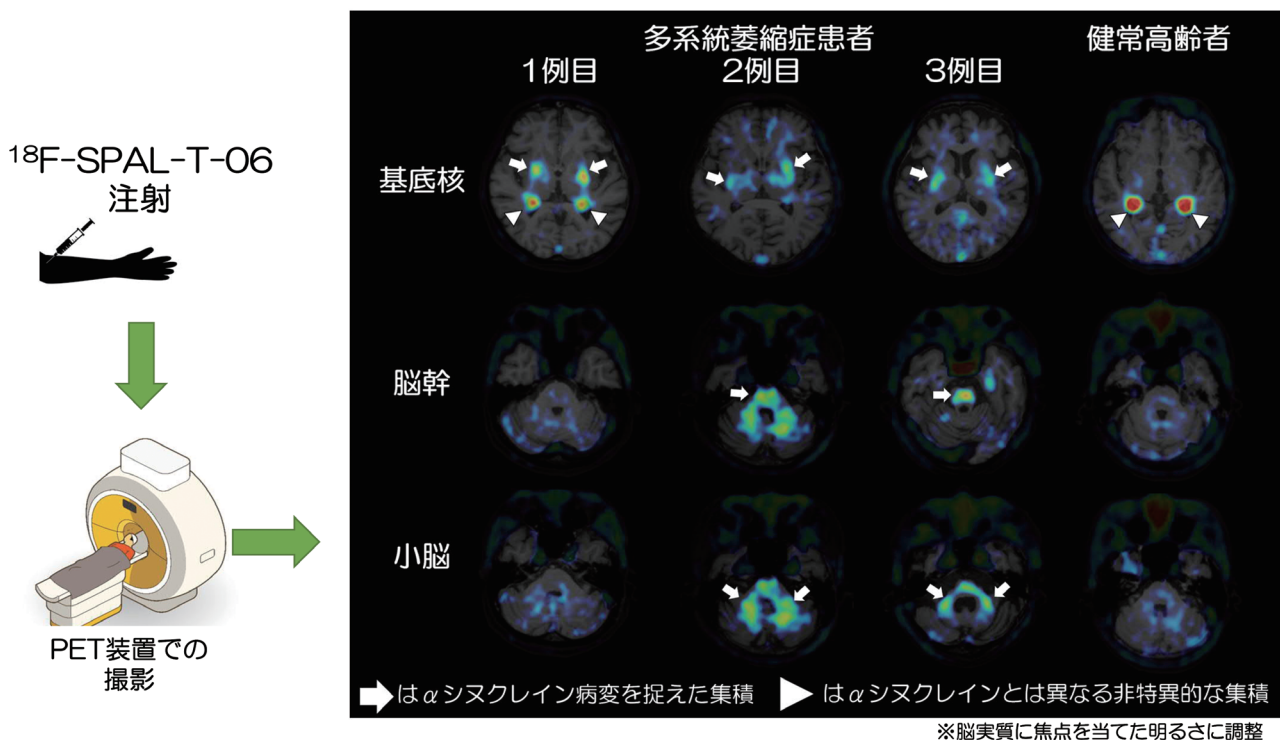 18F-SPAL-T-06
注射
PET装置での
撮影
多系統萎縮症患者
健常高齢者
1例目
2例目
3例目
基底核
脳幹
小脳
はαシヌクレイン病変を捉えた集積
はαシヌクレインとは異なる非特異的な集積
※脳実質に焦点を当てた明るさに調整